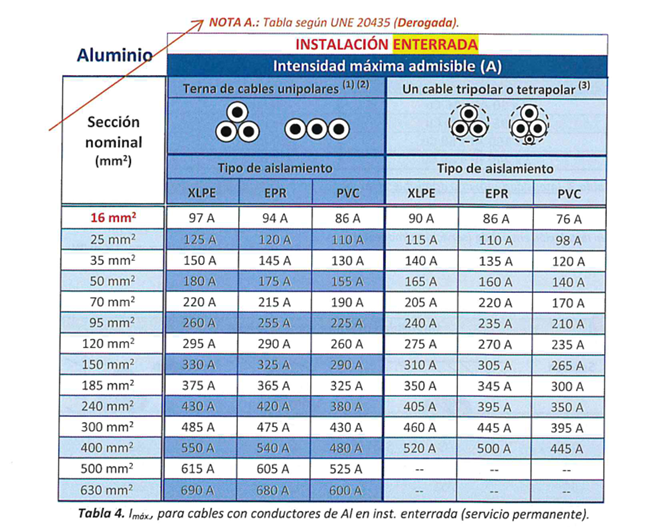 NOTA A.: Tabla según UNE 20435 (Derogada).
Aluminio
INSTALACIÓN ENTERRADA
Intensidad máxima admisible (A)
Sección nominal (mm²)
Terna de cables unipolares (1) (2)
Un cable tripolar o tetrapolar (3)
Tipo de aislamiento Tipo de aislamiento
XLPE EPR PVC XLPE EPR PVC
16 mm² 97 A 94 A 86 A 90 A 86 A 76 A
25 mm² 125 A 120 A 110 A 115 A 110 A 98 A
35 mm² 150 A 145 A 130 A 140 A 135 A 120 A
50 mm² 180 A 175 A 155 A 165 A 160 A 140 A
70 mm² 220 A 215 A 190 A 205 A 220 A 170 A
95 mm² 260 A 255 A 225 A 240 A 235 A 210 A
120 mm² 295 A 290 A 260 A 275 A 270 A 235 A
150 mm² 330 A 325 A 290 A 310 A 305 A 265 A
185 mm² 375 A 365 A 325 A 350 A 345 A 300 A
240 mm² 430 A 420 A 380 A 405 A 395 A 350 A
300 mm² 485 A 475 A 430 A 460 A 445 A 395 A
400 mm² 550 A 540 A 480 A 520 A 500 A 445 A
500 mm² 615 A 605 A 525 A -- -- --
630 mm² 690 A 680 A 600 A -- -- --
Tabla 4. Imáx., para cables con conductores de Al en inst. enterrada (servicio permanente).